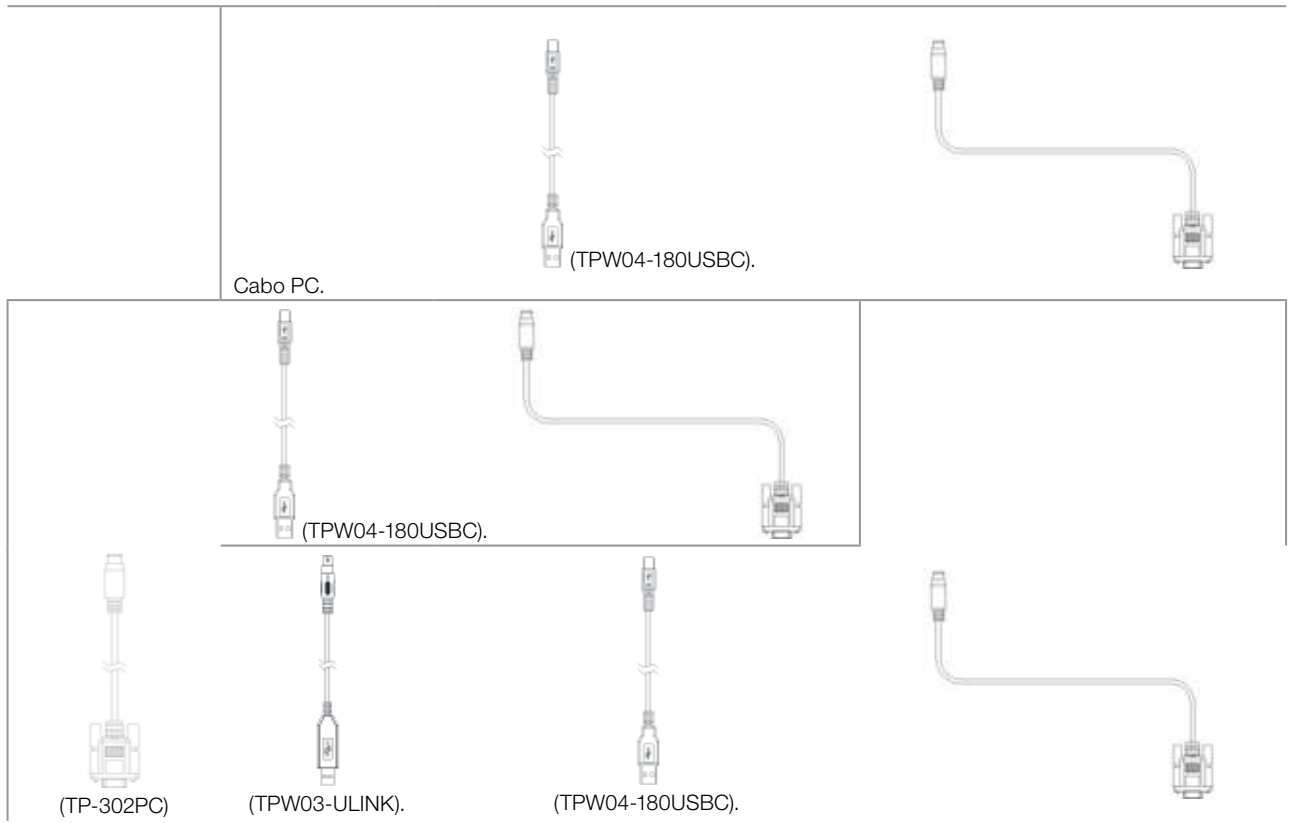 (TPW04-180USBC).
Cabo PC.
(TPW04-180USBC).
(TP-302PC)
(TPW03-ULINK).
(TPW04-180USBC).